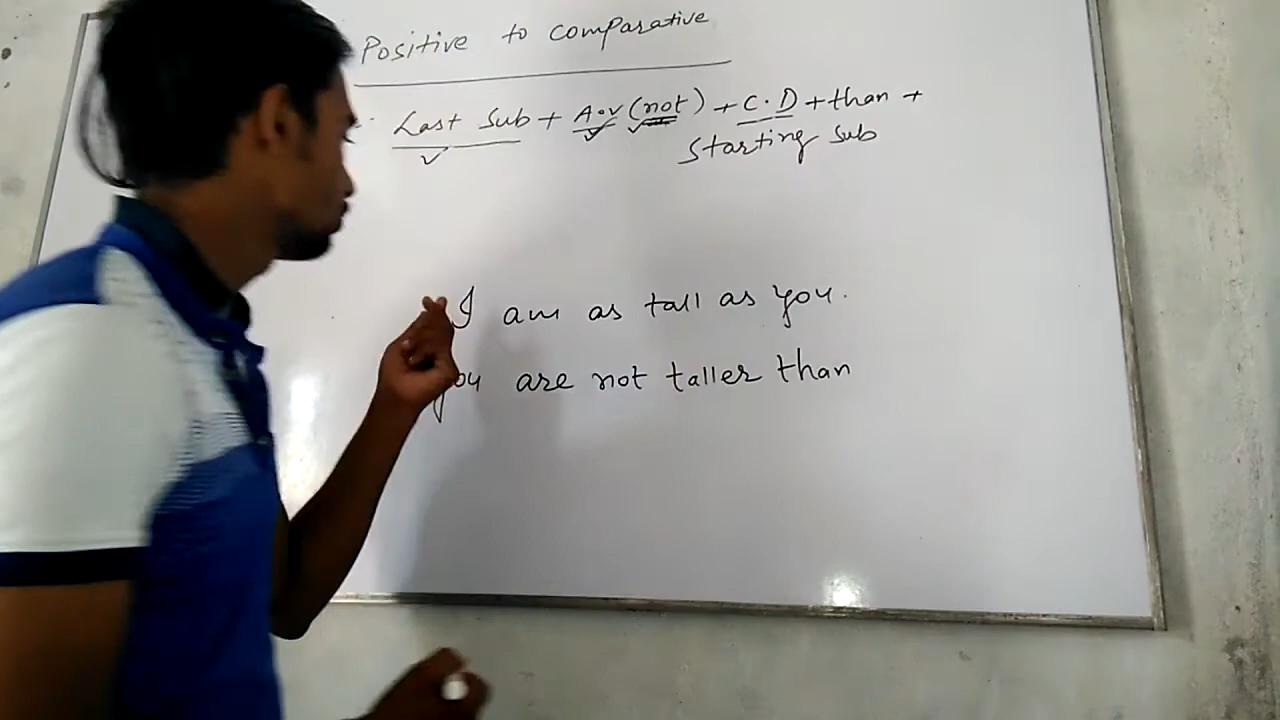 Positive to comparative
Last Sub + A.V (not) + C.D + than +
Starting Sub
I am as tall as you.
you are not taller than